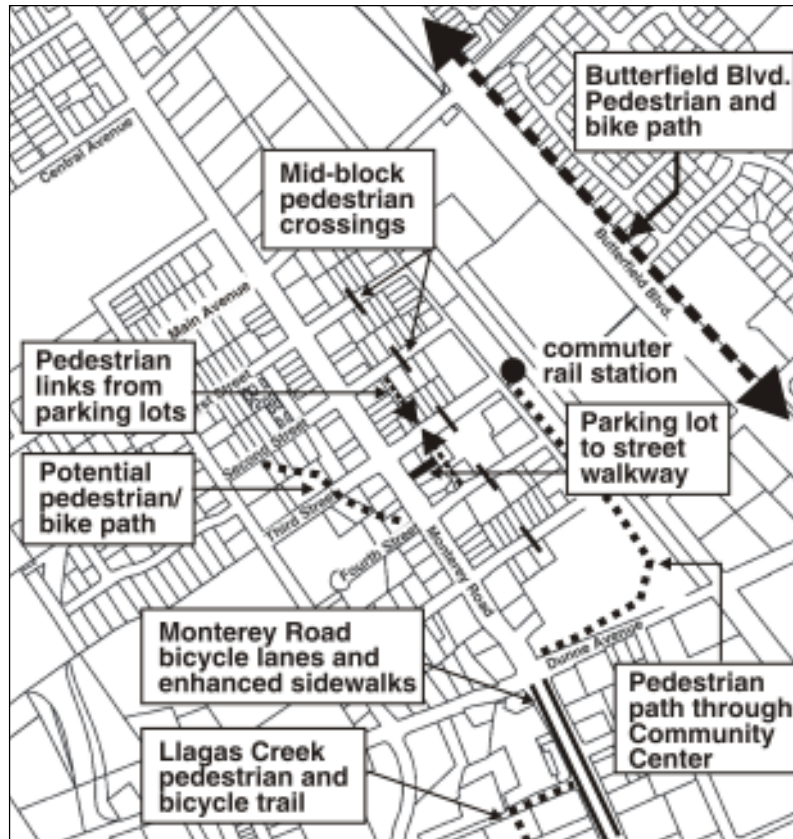 Butterfield Blvd.
Pedestrian and
bike path
Central Avenue
Mid-block
pedestrian
crossings
Butterfield Blvd.
Main Avenue
Pedestrian
links from
parking lots
commuter
rail station
Street
Second Street
Parking lot
to street
walkway
Potential
pedestrian/
bike path
Third Street
Fourth Street
Monterey Road
Monterey Road
bicycle lanes and
enhanced sidewalks
Dunne Avenue
Pedestrian
path through
Community
Center
Llagas Creek
pedestrian and
bicycle trail